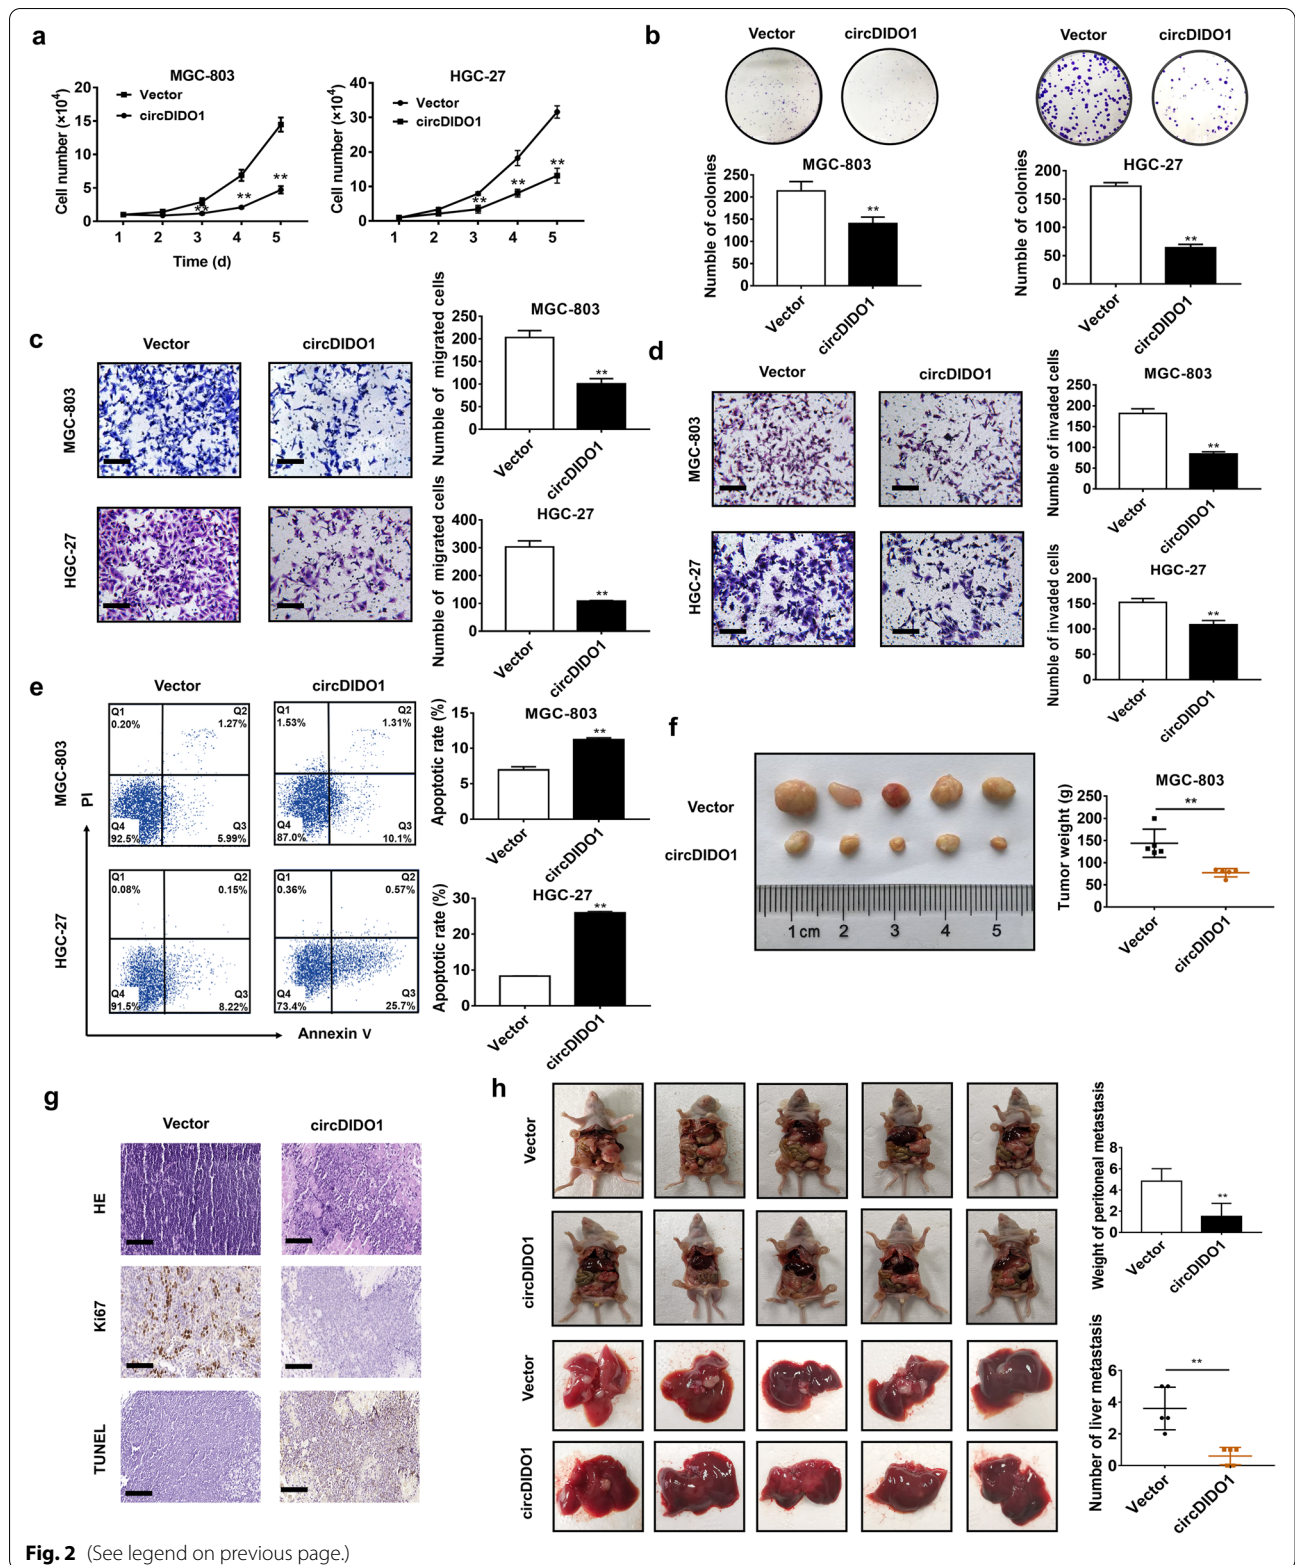 a
MGC-803
Cell number (×10⁴)
20
15
10
5
0
Vector
circDIDO1
**
**
**
1 2 3 4 5
Time (d)
HGC-27
Cell number (×10⁴)
40
30
20
10
0
Vector
circDIDO1
**
**
**
1 2 3 4 5
b
Vector circDIDO1
MGC-803
Numble of colonies
250
200
150
100
50
0
**
Vector
circDIDO1
Vector circDIDO1
HGC-27
Numble of colonies
200
150
100
50
0
**
Vector
circDIDO1
c
Vector circDIDO1
MGC-803
HGC-27
MGC-803
Numble of migrated cells
250
200
150
100
50
0
**
Vector
circDIDO1
HGC-27
Numble of migrated cells
400
300
200
100
0
**
Vector
circDIDO1
d
Vector circDIDO1
MGC-803
HGC-27
MGC-803
Numble of invaded cells
250
200
150
100
50
0
**
Vector
circDIDO1
HGC-27
Numble of invaded cells
200
150
100
50
0
**
Vector
circDIDO1
e
Vector circDIDO1
MGC-803
HGC-27
PI
Annexin V
Q1 Q2
0.20% 1.27%
Q4 Q3
92.5% 5.99%
Q1 Q2
1.53% 1.31%
Q4 Q3
87.0% 10.1%
Q1 Q2
0.08% 0.15%
Q4 Q3
91.5% 8.22%
Q1 Q2
0.36% 0.57%
Q4 Q3
73.4% 25.7%
MGC-803
Apoptotic rate (%)
15
10
5
0
**
Vector
circDIDO1
HGC-27
Apoptotic rate (%)
30
20
10
0
**
Vector
circDIDO1
f
Vector
circDIDO1
1 cm 2 3 4 5
MGC-803
Tumor weight (g)
250
200
150
100
50
0
**
Vector
circDIDO1
g
Vector circDIDO1
HE
Ki67
TUNEL
h
Vector
circDIDO1
Vector
circDIDO1
Weight of peritoneal metastasis
8
6
4
2
0
**
Vector
circDIDO1
Number of liver metastasis
6
4
2
0
**
Vector
circDIDO1
Fig. 2 (See legend on previous page.)